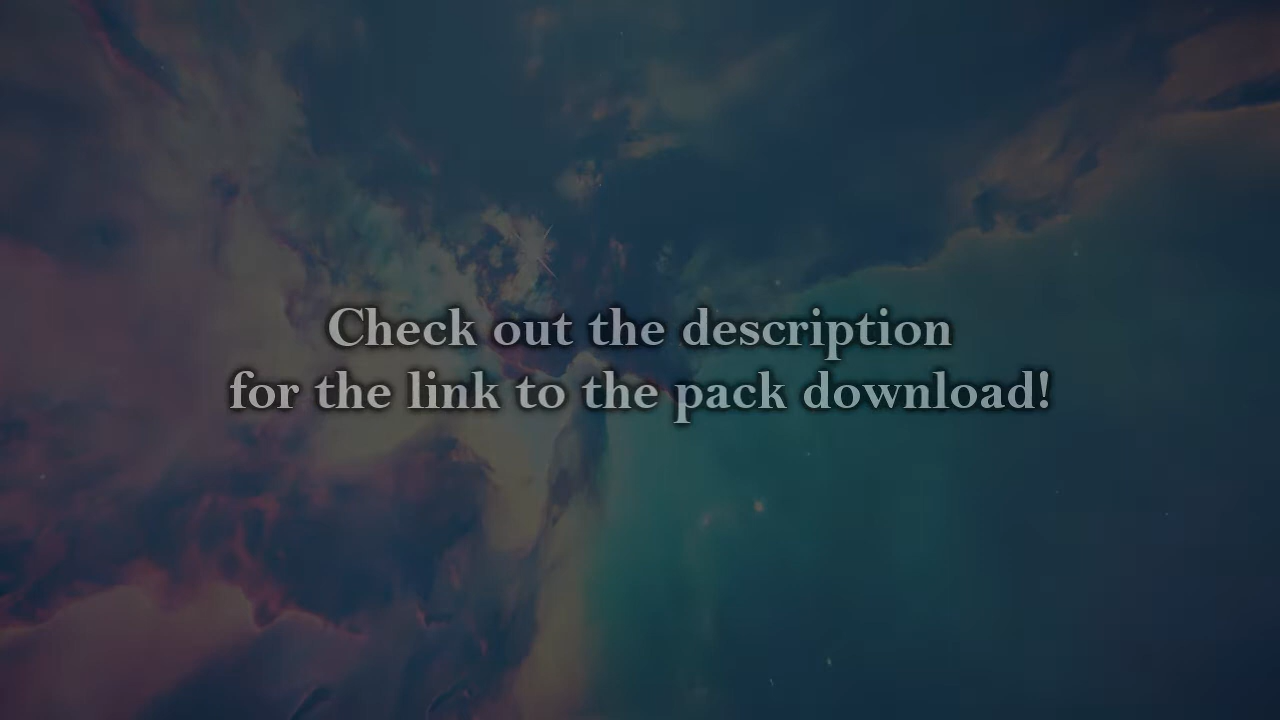 Check out the description
for the link to the pack download!